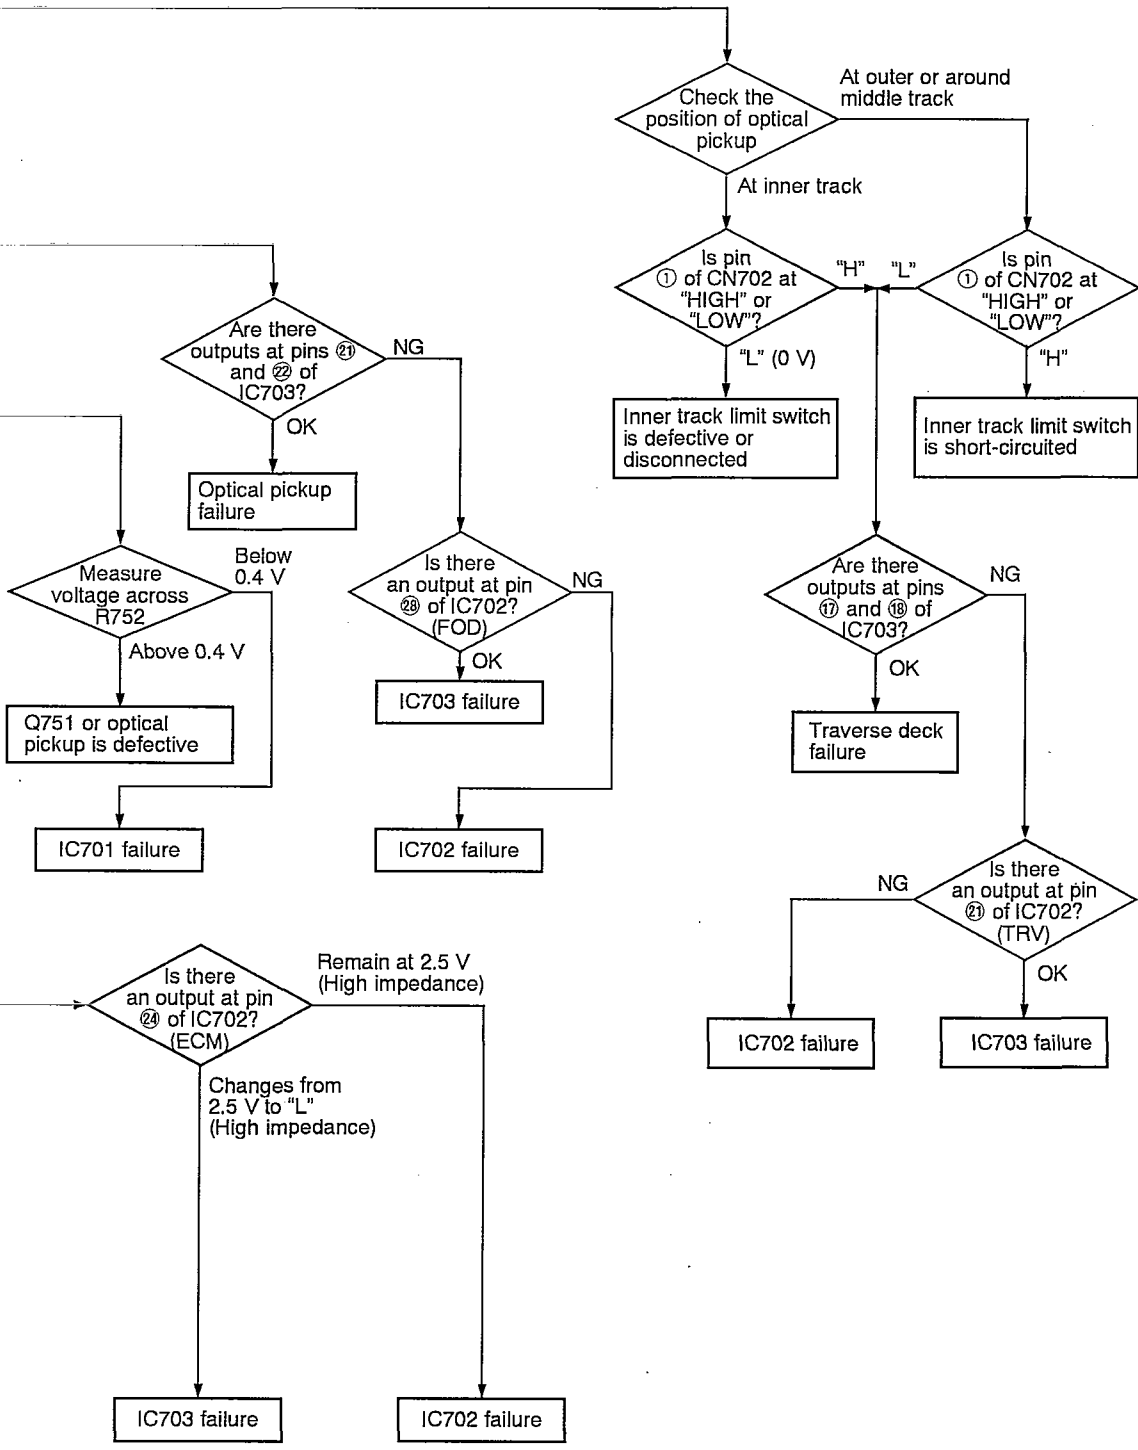 Check the
position of optical
pickup
At outer or around
middle track
At inner track
Is pin
① of CN702 at
“HIGH” or
“LOW”?
“H”
“L”
Is pin
① of CN702 at
“HIGH” or
“LOW”?
“L” (0 V)
“H”
Inner track limit switch
is defective or
disconnected
Inner track limit switch
is short-circuited
Are there
outputs at pins ㉑
and ㉒ of
IC703?
NG
OK
Optical pickup
failure
Measure
voltage across
R752
Below
0.4 V
Above 0.4 V
Q751 or optical
pickup is defective
IC701 failure
Is there
an output at pin
㉘ of IC702?
(FOD)
NG
OK
IC703 failure
IC702 failure
Are there
outputs at pins
⑰ and ⑱ of
IC703?
NG
OK
Traverse deck
failure
Is there
an output at pin
㉑ of IC702?
(TRV)
NG
OK
IC702 failure
IC703 failure
Is there
an output at pin
㉔ of IC702?
(ECM)
Remain at 2.5 V
(High impedance)
Changes from
2.5 V to “L”
(High impedance)
IC703 failure
IC702 failure